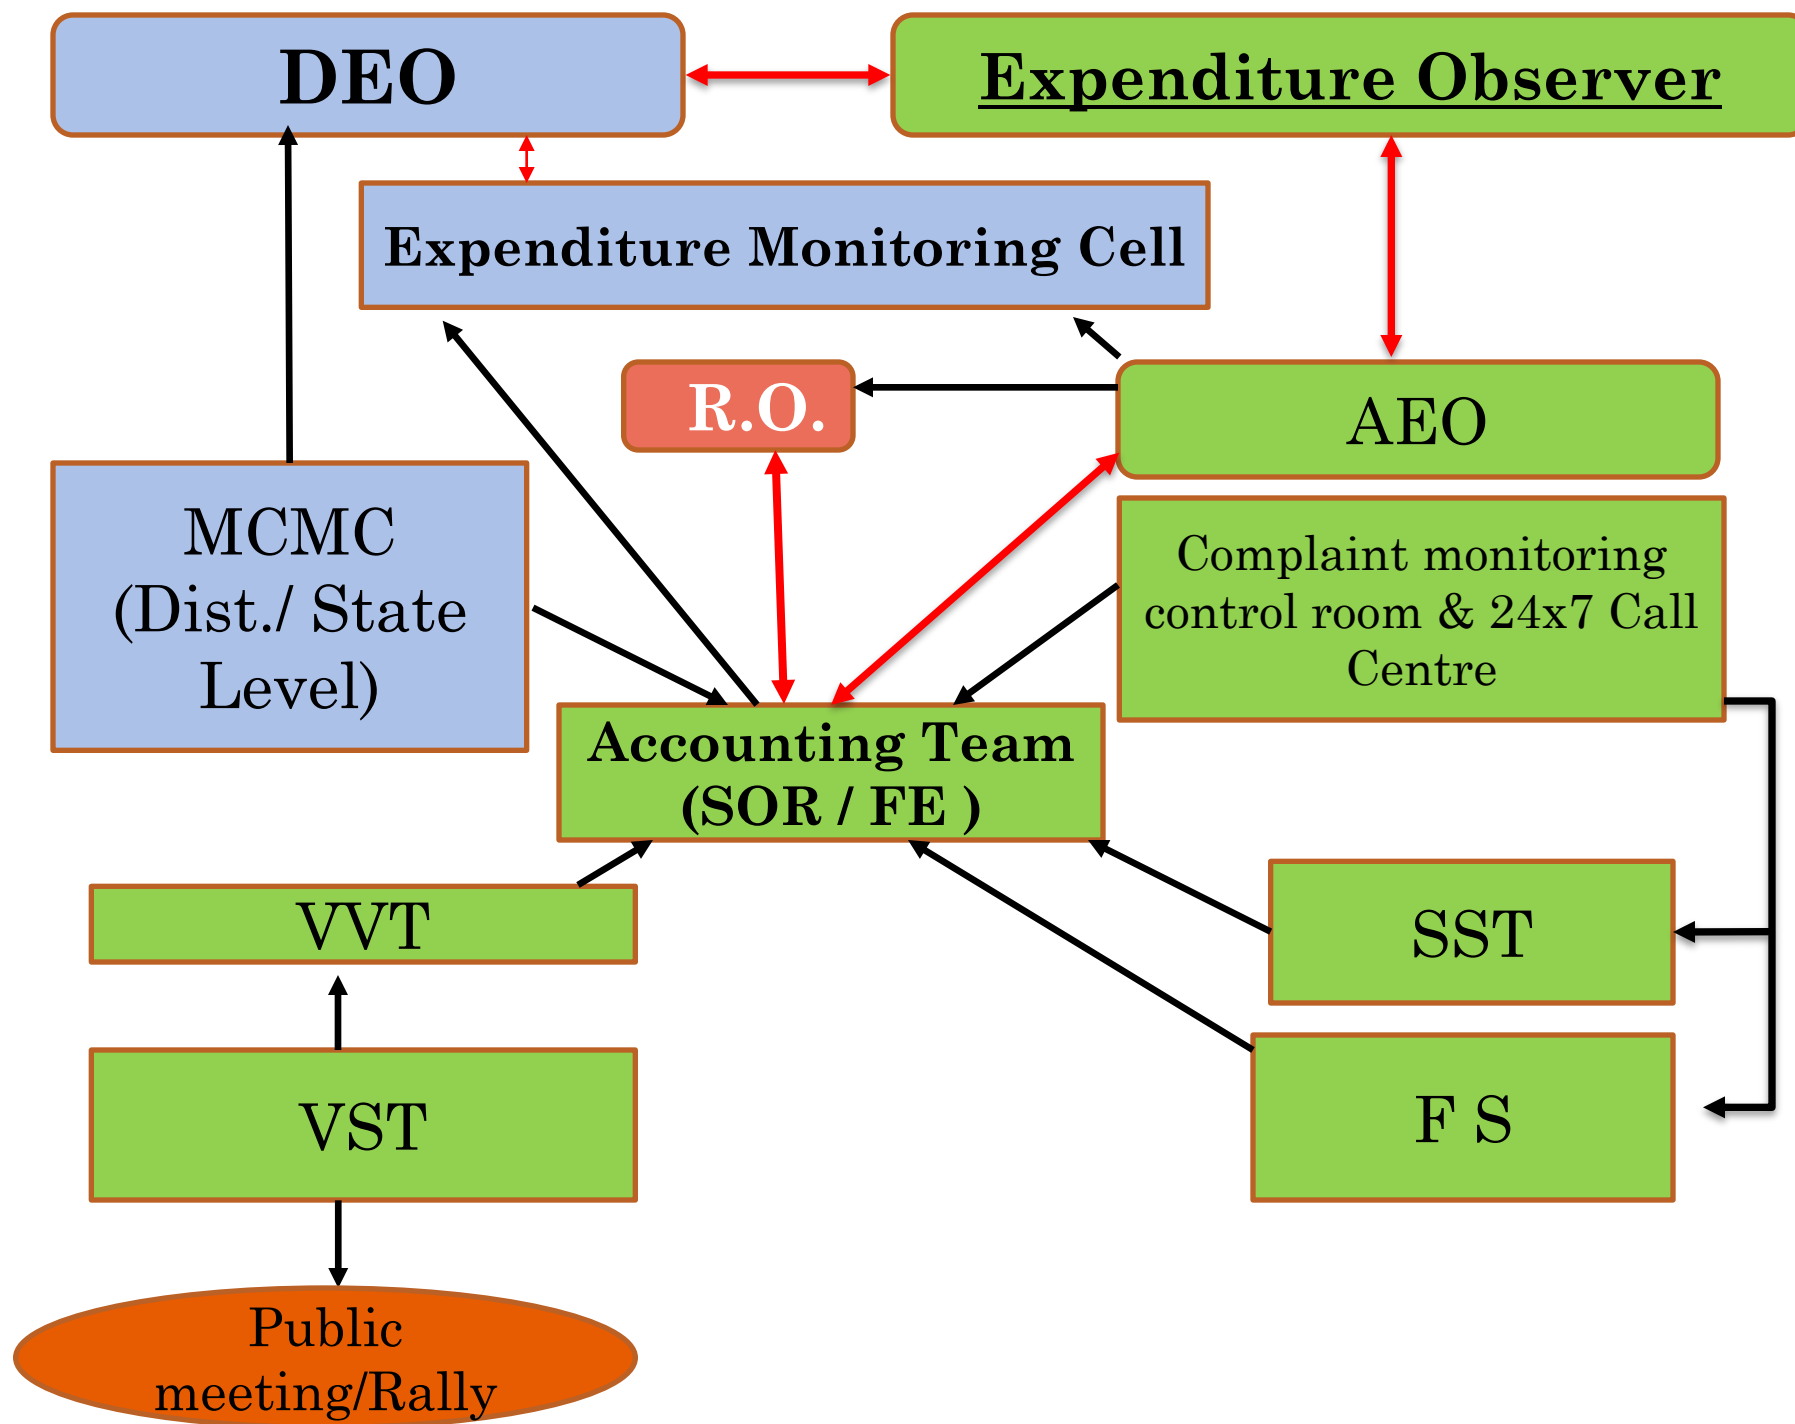 DEO
Expenditure Observer
Expenditure Monitoring Cell
R.O.
AEO
MCMC
(Dist./ State
Level)
Complaint monitoring
control room & 24x7 Call
Centre
Accounting Team
(SOR / FE )
VVT
SST
VST
F S
Public
meeting/Rally